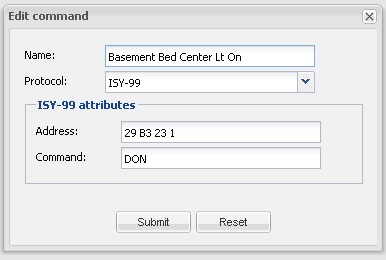 Edit command
Name: Basement Bed Center Lt On
Protocol: ISY-99
ISY-99 attributes
Address: 29 B3 23 1
Command: DON
Submit Reset